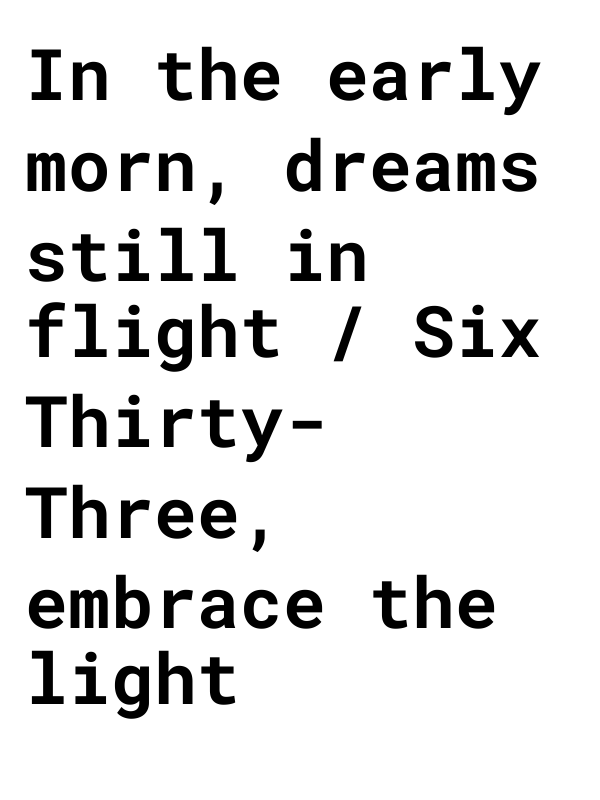 In the early
morn, dreams
still in
flight / Six
Thirty-
Three,
embrace the
light